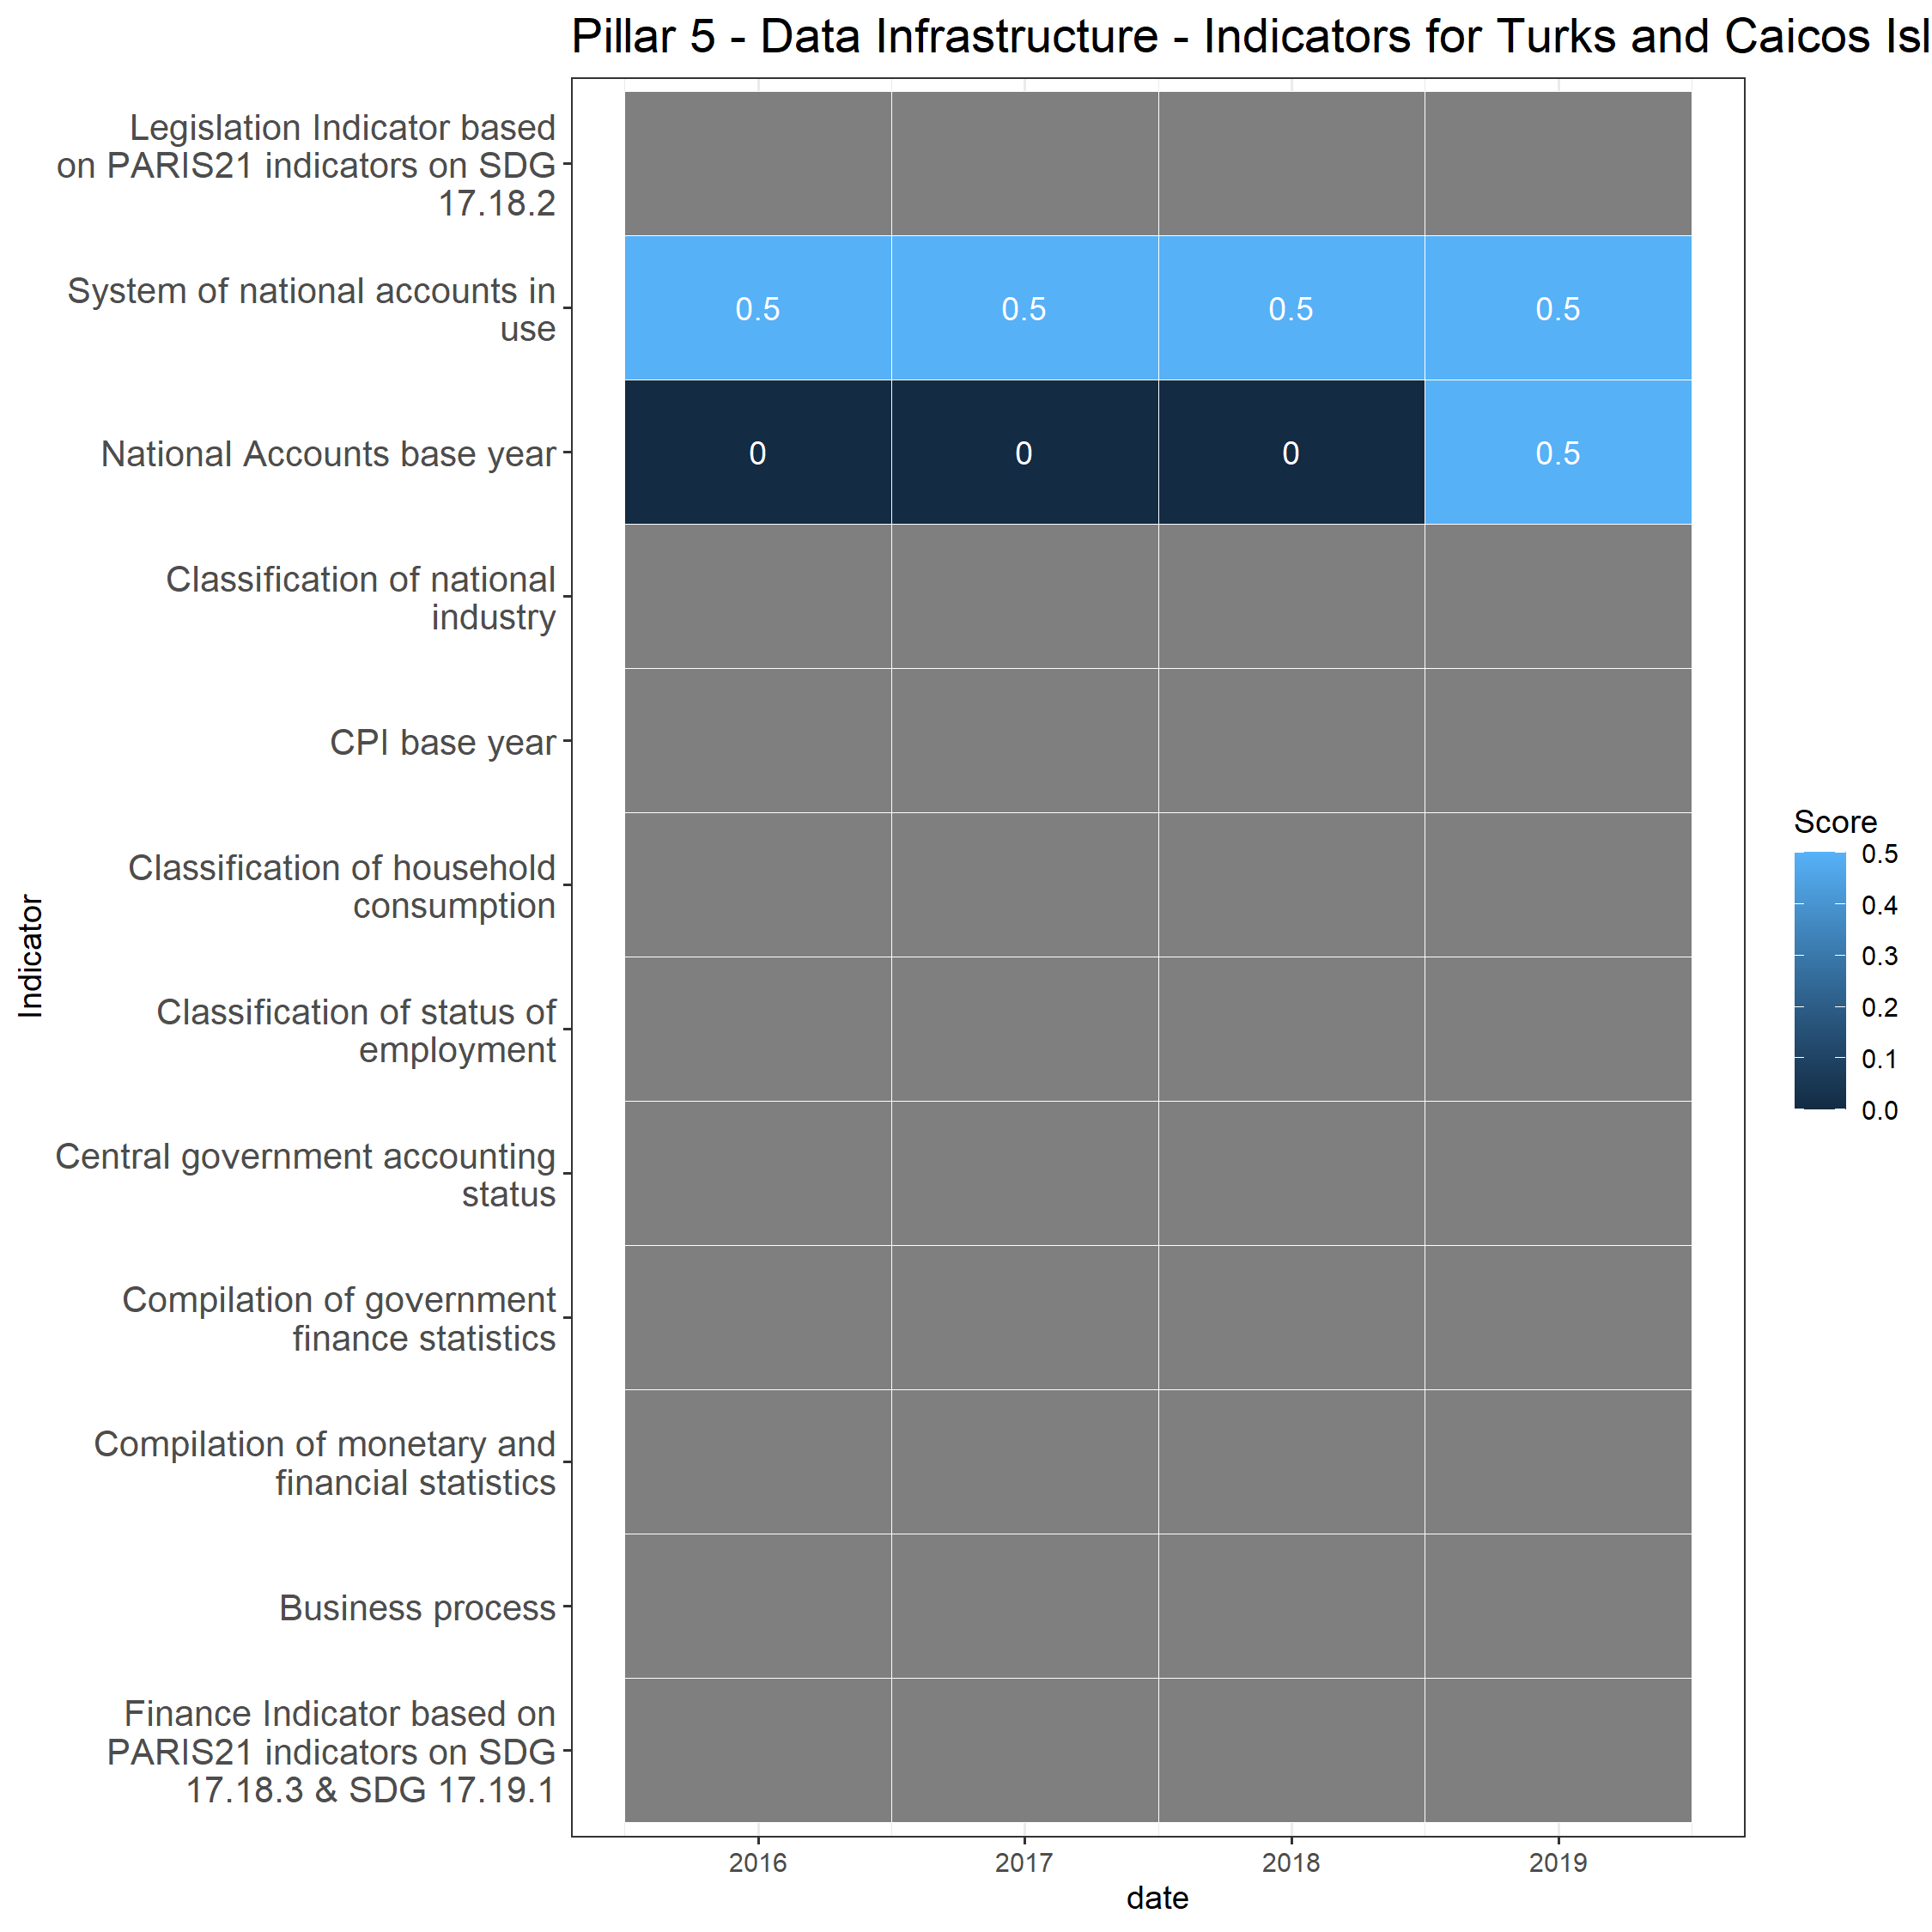 Pillar 5 - Data Infrastructure - Indicators for Turks and Caicos Isl
Legislation Indicator based
on PARIS21 indicators on SDG
17.18.2
System of national accounts in
use
0.5 0.5 0.5 0.5
National Accounts base year
0 0 0 0.5
Classification of national
industry
CPI base year
Classification of household
consumption
Classification of status of
employment
Central government accounting
status
Compilation of government
finance statistics
Compilation of monetary and
financial statistics
Business process
Finance Indicator based on
PARIS21 indicators on SDG
17.18.3 & SDG 17.19.1
Indicator
2016 2017 2018 2019
date
Score
0.5
0.4
0.3
0.2
0.1
0.0